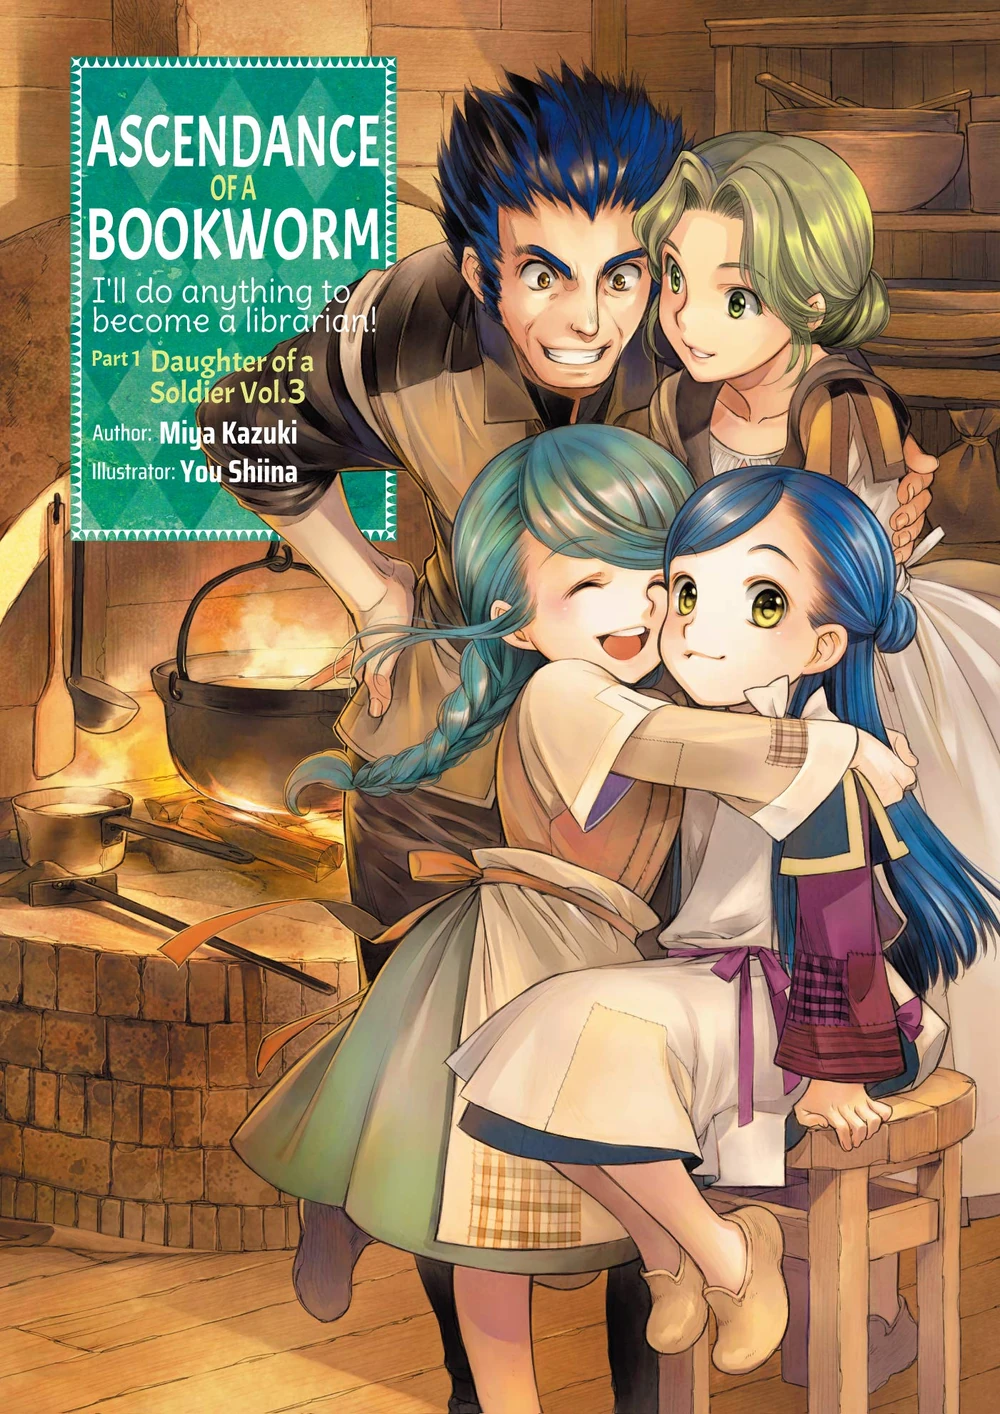 ASCENDANCE
OF A
BOOKWORM
I'll do anything to
become a librarian!
Part 1 Daughter of a
Soldier Vol.3
Author: Miya Kazuki
Illustrator: You Shiina